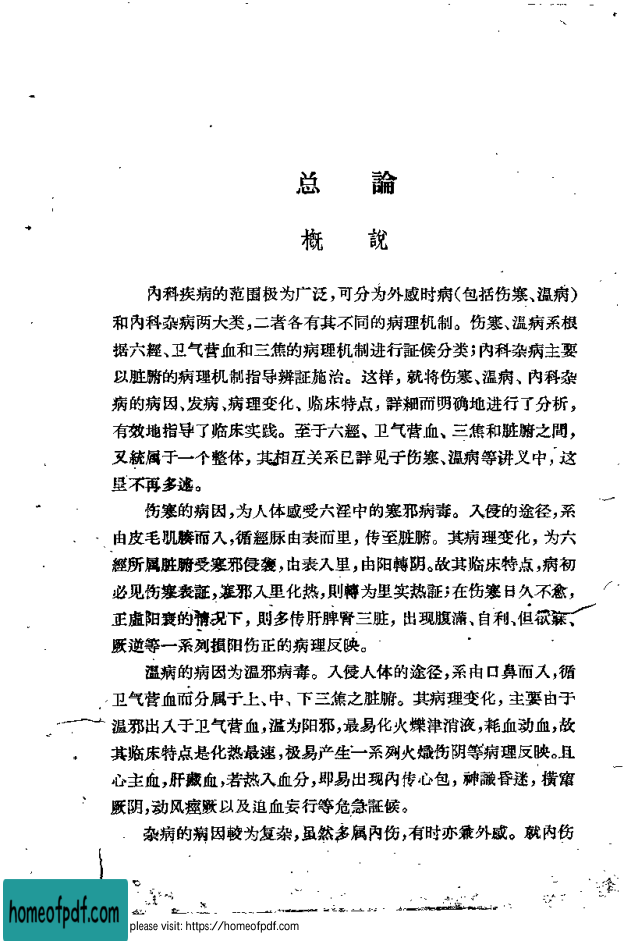 总 論
概 說
內科疾病的范围极为广泛,可分为外感时病(包括伤寒、温病)
和內科杂病两大类,二者各有其不同的病理机制。伤寒、温病系根
据六經、卫气营血和三焦的病理机制进行証候分类;內科杂病主要
以脏腑的病理机制指导辨証施治。这样,就将伤寒、温病、內科杂
病的病因、发病、病理变化、临床特点,詳細而明确地进行了分析,
有效地指导了临床实践。至于六經、卫气营血、三焦和脏腑之間,
又統属于一个整体,其相互关系已詳见于伤寒、温病等讲义中,这
里不再多述。
伤寒的病因,为人体感受六淫中的寒邪病毒。入侵的途径,系
由皮毛肌腠而入,循經脉由表而里,传至脏腑。其病理变化,为六
經所属脏腑受寒邪侵袭,由表入里,由阳轉阴。故其临床特点,病初
必见伤寒表証,寒邪入里化热,則轉为里实热証;在伤寒日久不愈,
正虛阳衰的情况下,則多传肝脾腎三脏,出现腹满、自利、但欲寐、
厥逆等一系列損阳伤正的病理反映。
温病的病因为温邪病毒。入侵人体的途径,系由口鼻而入,循
卫气营血而分属于上、中、下三焦之脏腑。其病理变化,主要由于
温邪出入于卫气营血,温为阳邪,最易化火爍津消液,耗血动血,故
其临床特点是化热最速,极易产生一系列火熾伤阴等病理反映。且
心主血,肝藏血,若热入血分,即易出现內传心包,神識昏迷,橫窜
厥阴,动风痙厥以及迫血妄行等危急証候。
杂病的病因較为复杂,虽然多属內伤,有时亦兼外感。就內伤
homeofpdf.com
please visit: https://homeofpdf.com